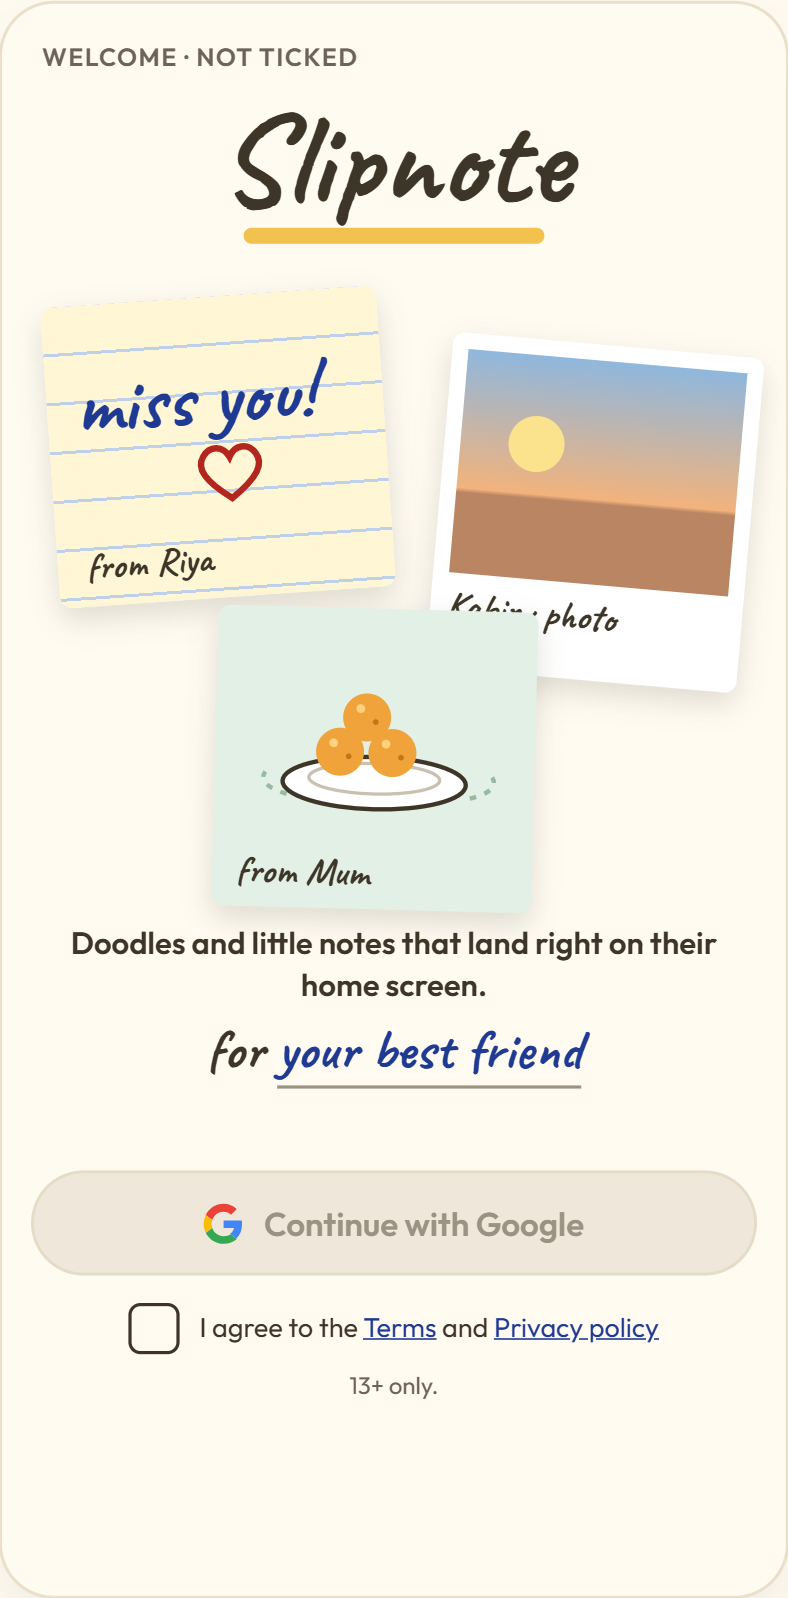 WELCOME · NOT TICKED
Slipnote
miss you!
from Riya
photo
from Mum
Doodles and little notes that land right on their
home screen.
for your best friend
Continue with Google
I agree to the Terms and Privacy policy
13+ only.